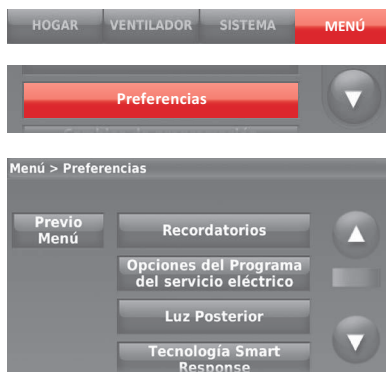 HOGAR VENTILADOR SISTEMA MENÚ
Preferencias
Menú > Preferencias
Previo
Menú
Recordatorios
Opciones del Programa
del servicio eléctrico
Luz Posterior
Tecnología Smart
Response